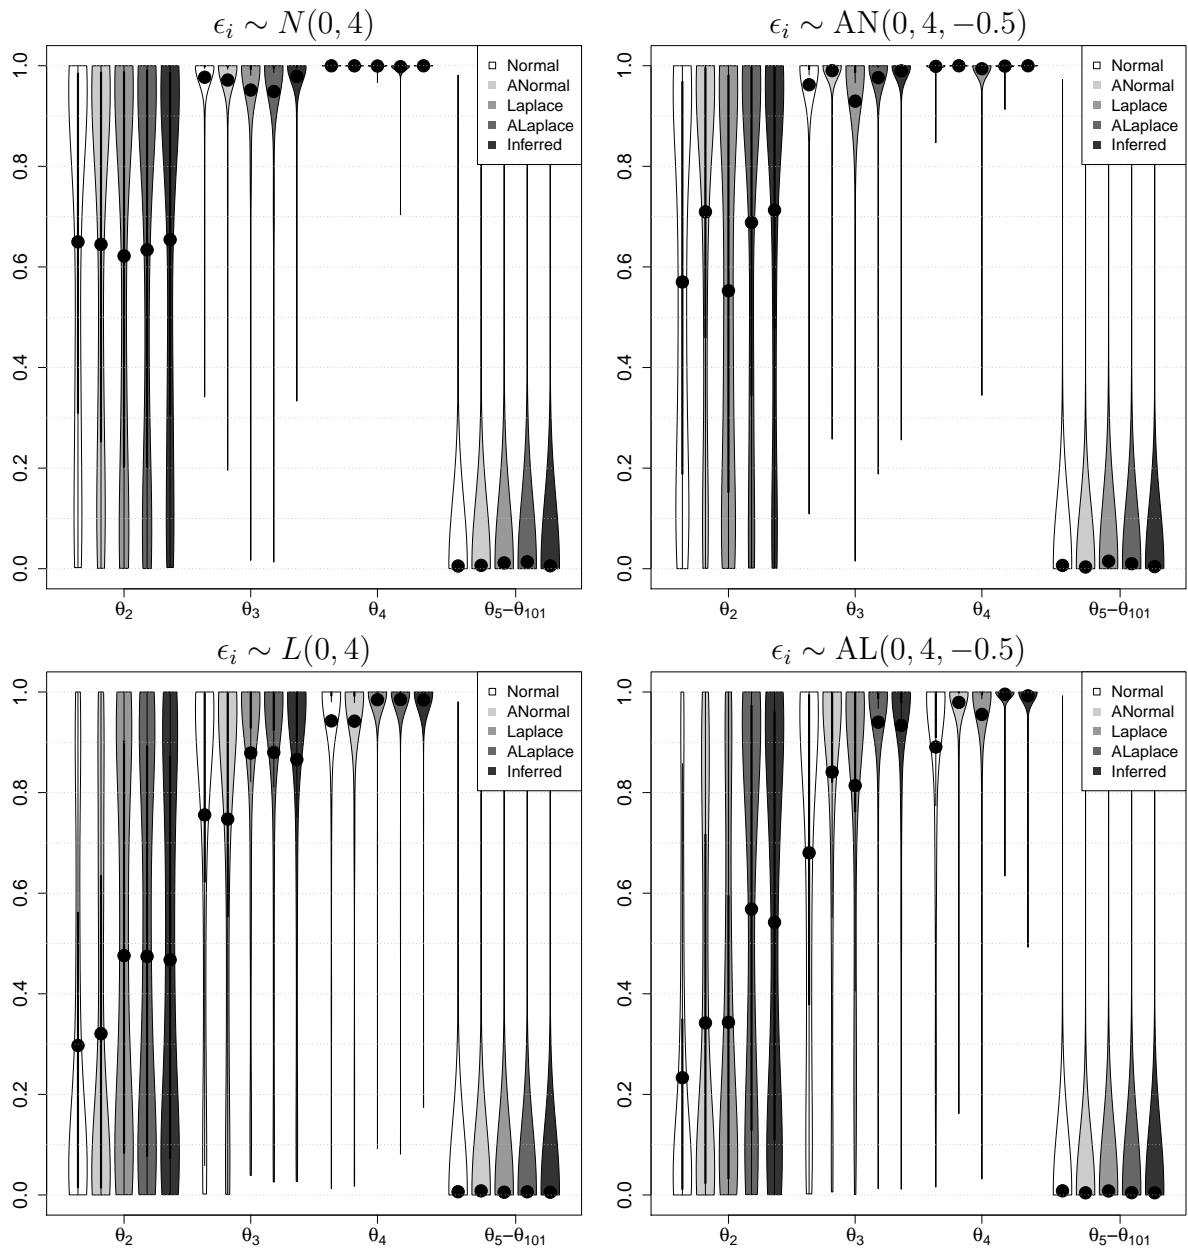 ϵᵢ ∼ N(0, 4)
1.0
0.8
0.6
0.4
0.2
0.0
Normal
ANormal
Laplace
ALaplace
Inferred
θ₂ θ₃ θ₄ θ₅−θ₁₀₁
ϵᵢ ∼ AN(0, 4, −0.5)
1.0
0.8
0.6
0.4
0.2
0.0
Normal
ANormal
Laplace
ALaplace
Inferred
θ₂ θ₃ θ₄ θ₅−θ₁₀₁
ϵᵢ ∼ L(0, 4)
1.0
0.8
0.6
0.4
0.2
0.0
Normal
ANormal
Laplace
ALaplace
Inferred
θ₂ θ₃ θ₄ θ₅−θ₁₀₁
ϵᵢ ∼ AL(0, 4, −0.5)
1.0
0.8
0.6
0.4
0.2
0.0
Normal
ANormal
Laplace
ALaplace
Inferred
θ₂ θ₃ θ₄ θ₅−θ₁₀₁